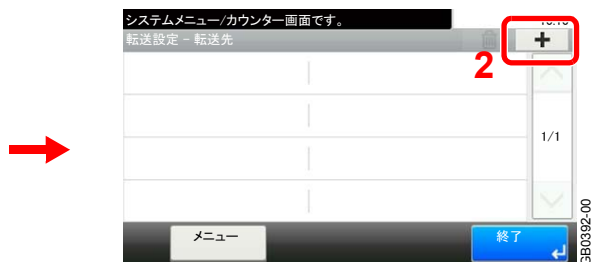 システムメニュー/カウンター画面です。
転送設定 - 転送先
2
+
1/1
メニュー
終了
GB0392-00